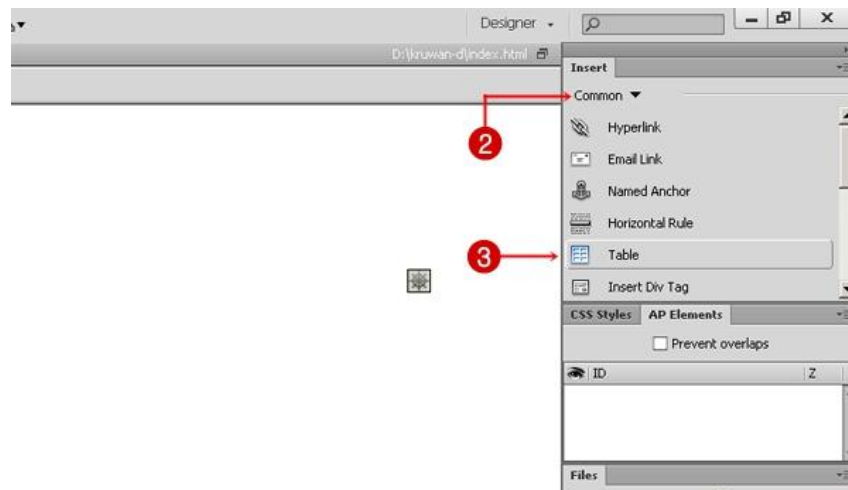 Designer
D:\kruwan-d\index.html
Insert
Common
2
Hyperlink
Email Link
Named Anchor
Horizontal Rule
3
Table
Insert Div Tag
CSS Styles AP Elements
Prevent overlaps
ID Z
Files